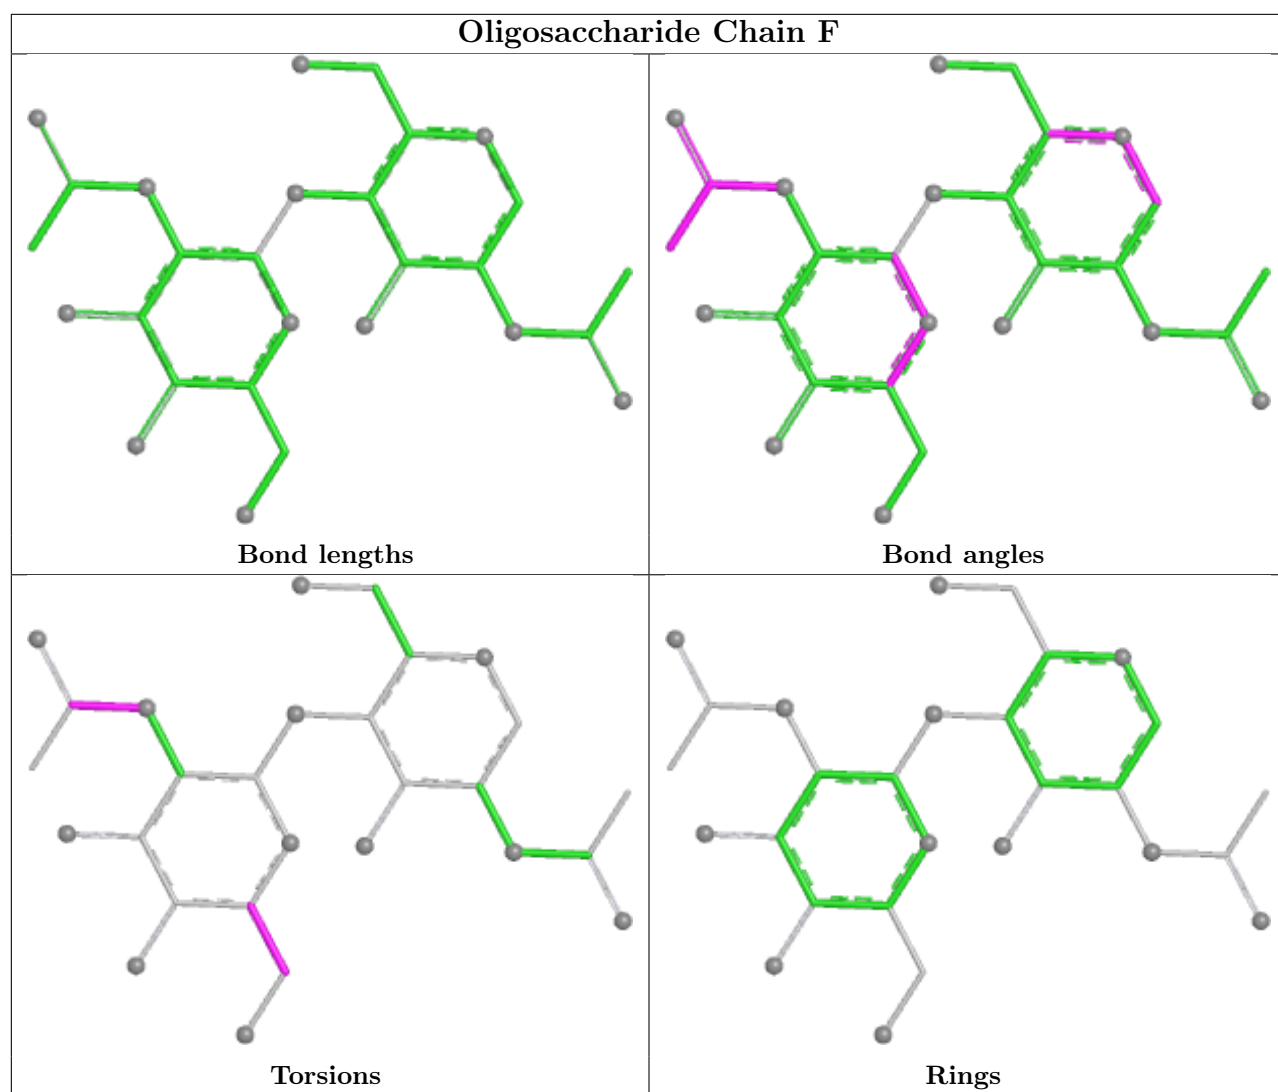 Oligosaccharide Chain F
Bond lengths
Bond angles
Torsions
Rings